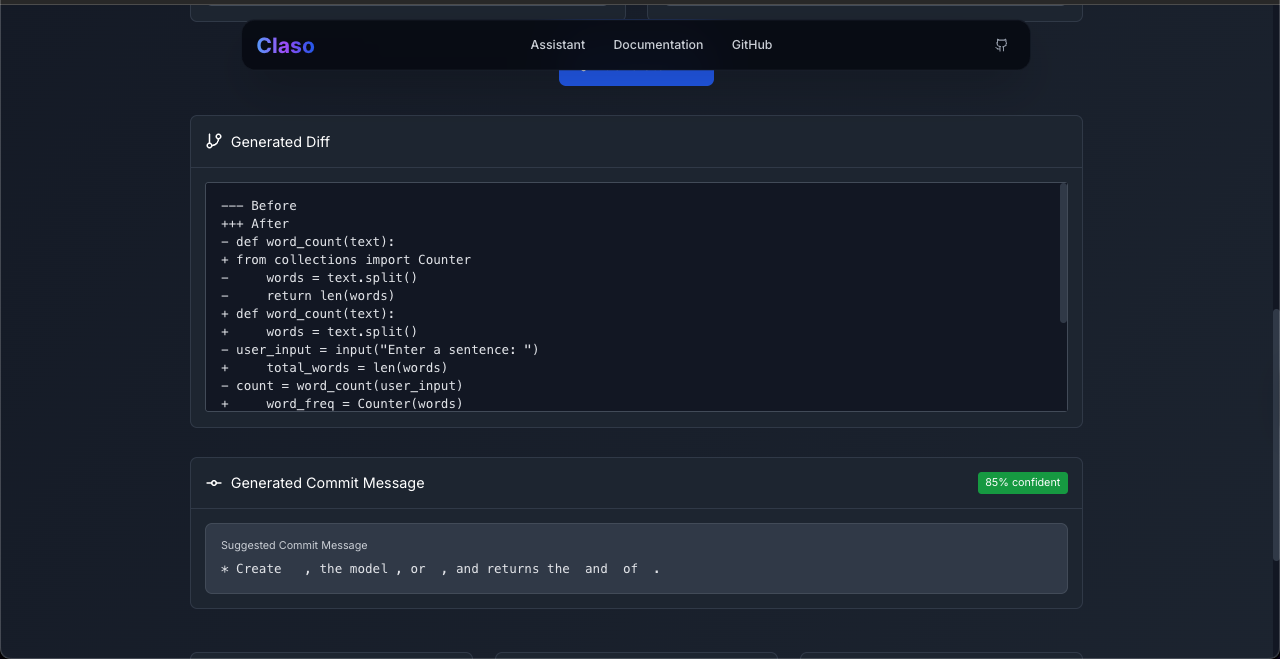 Claso
Assistant
Documentation
GitHub
Generated Diff
--- Before
+++ After
- def word_count(text):
+ from collections import Counter
-     words = text.split()
-     return len(words)
+ def word_count(text):
+     words = text.split()
- user_input = input("Enter a sentence: ")
+     total_words = len(words)
- count = word_count(user_input)
+     word_freq = Counter(words)
Generated Commit Message
85% confident
Suggested Commit Message
* Create   , the model , or  , and returns the  and  of  .